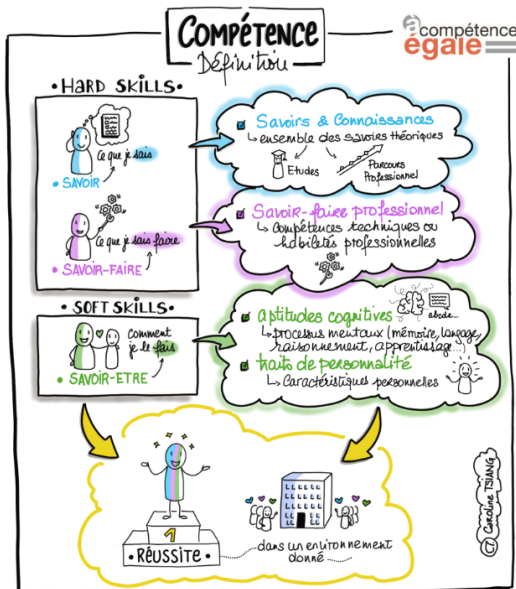 COMPÉTENCE
Définition
à compétence
égale
• HARD SKILLS •
Ce que je sais
• SAVOIR
Ce que je sais faire
• SAVOIR-FAIRE
Savoirs & Connaissances
ensemble des savoirs théoriques
Etudes
Parcours
Professionnel
Savoir-faire professionnel
Compétences techniques ou
habiletés professionnelles
• SOFT SKILLS •
comment
je le fais
• SAVOIR-ETRE
aptitudes cognitives
abcde...
processus mentaux (mémoire, langage,
raisonnement, apprentissage...)
traits de personnalité
Caractéristiques personnelles
1
• RÉUSSITE •
dans un environnement
donné
Caroline TSIANG